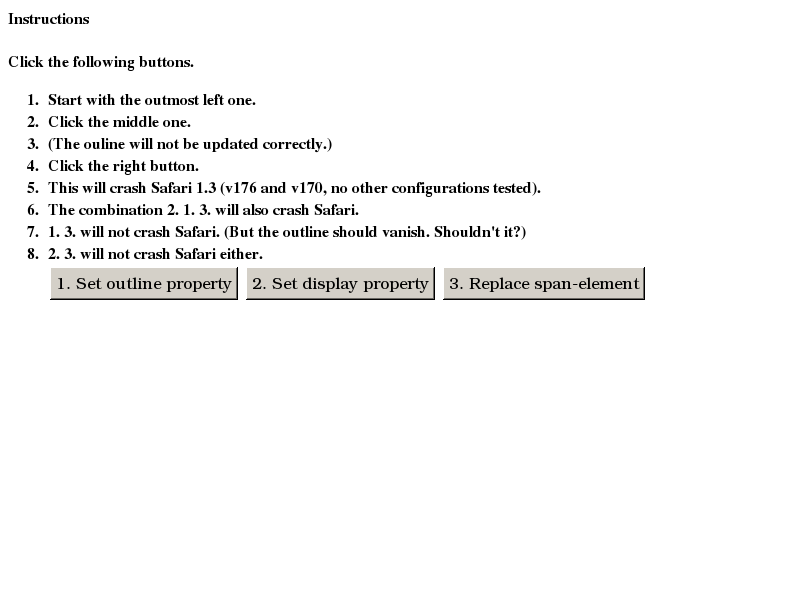 Instructions
Click the following buttons.
1. Start with the outmost left one.
2. Click the middle one.
3. (The ouline will not be updated correctly.)
4. Click the right button.
5. This will crash Safari 1.3 (v176 and v170, no other configurations tested).
6. The combination 2. 1. 3. will also crash Safari.
7. 1. 3. will not crash Safari. (But the outline should vanish. Shouldn't it?)
8. 2. 3. will not crash Safari either.
1. Set outline property 2. Set display property 3. Replace span-element